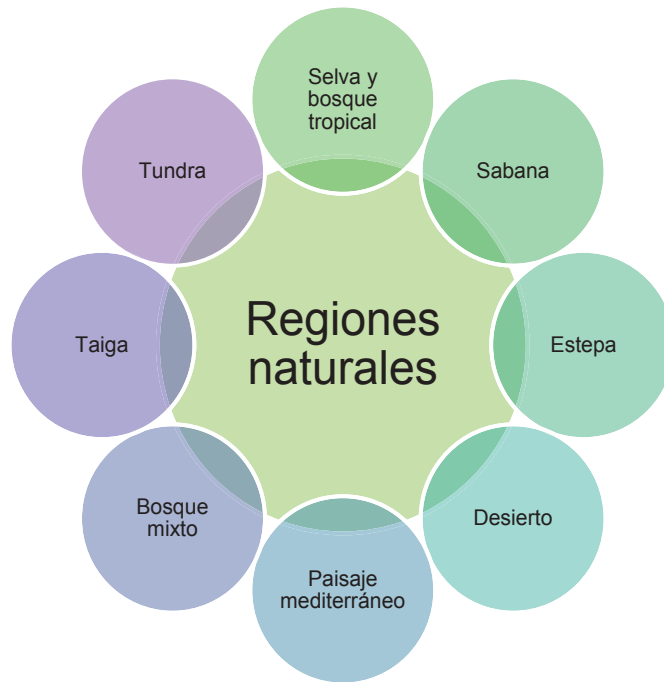 Regiones
naturales
Selva y
bosque
tropical
Sabana
Estepa
Desierto
Paisaje
mediterráneo
Bosque
mixto
Taiga
Tundra